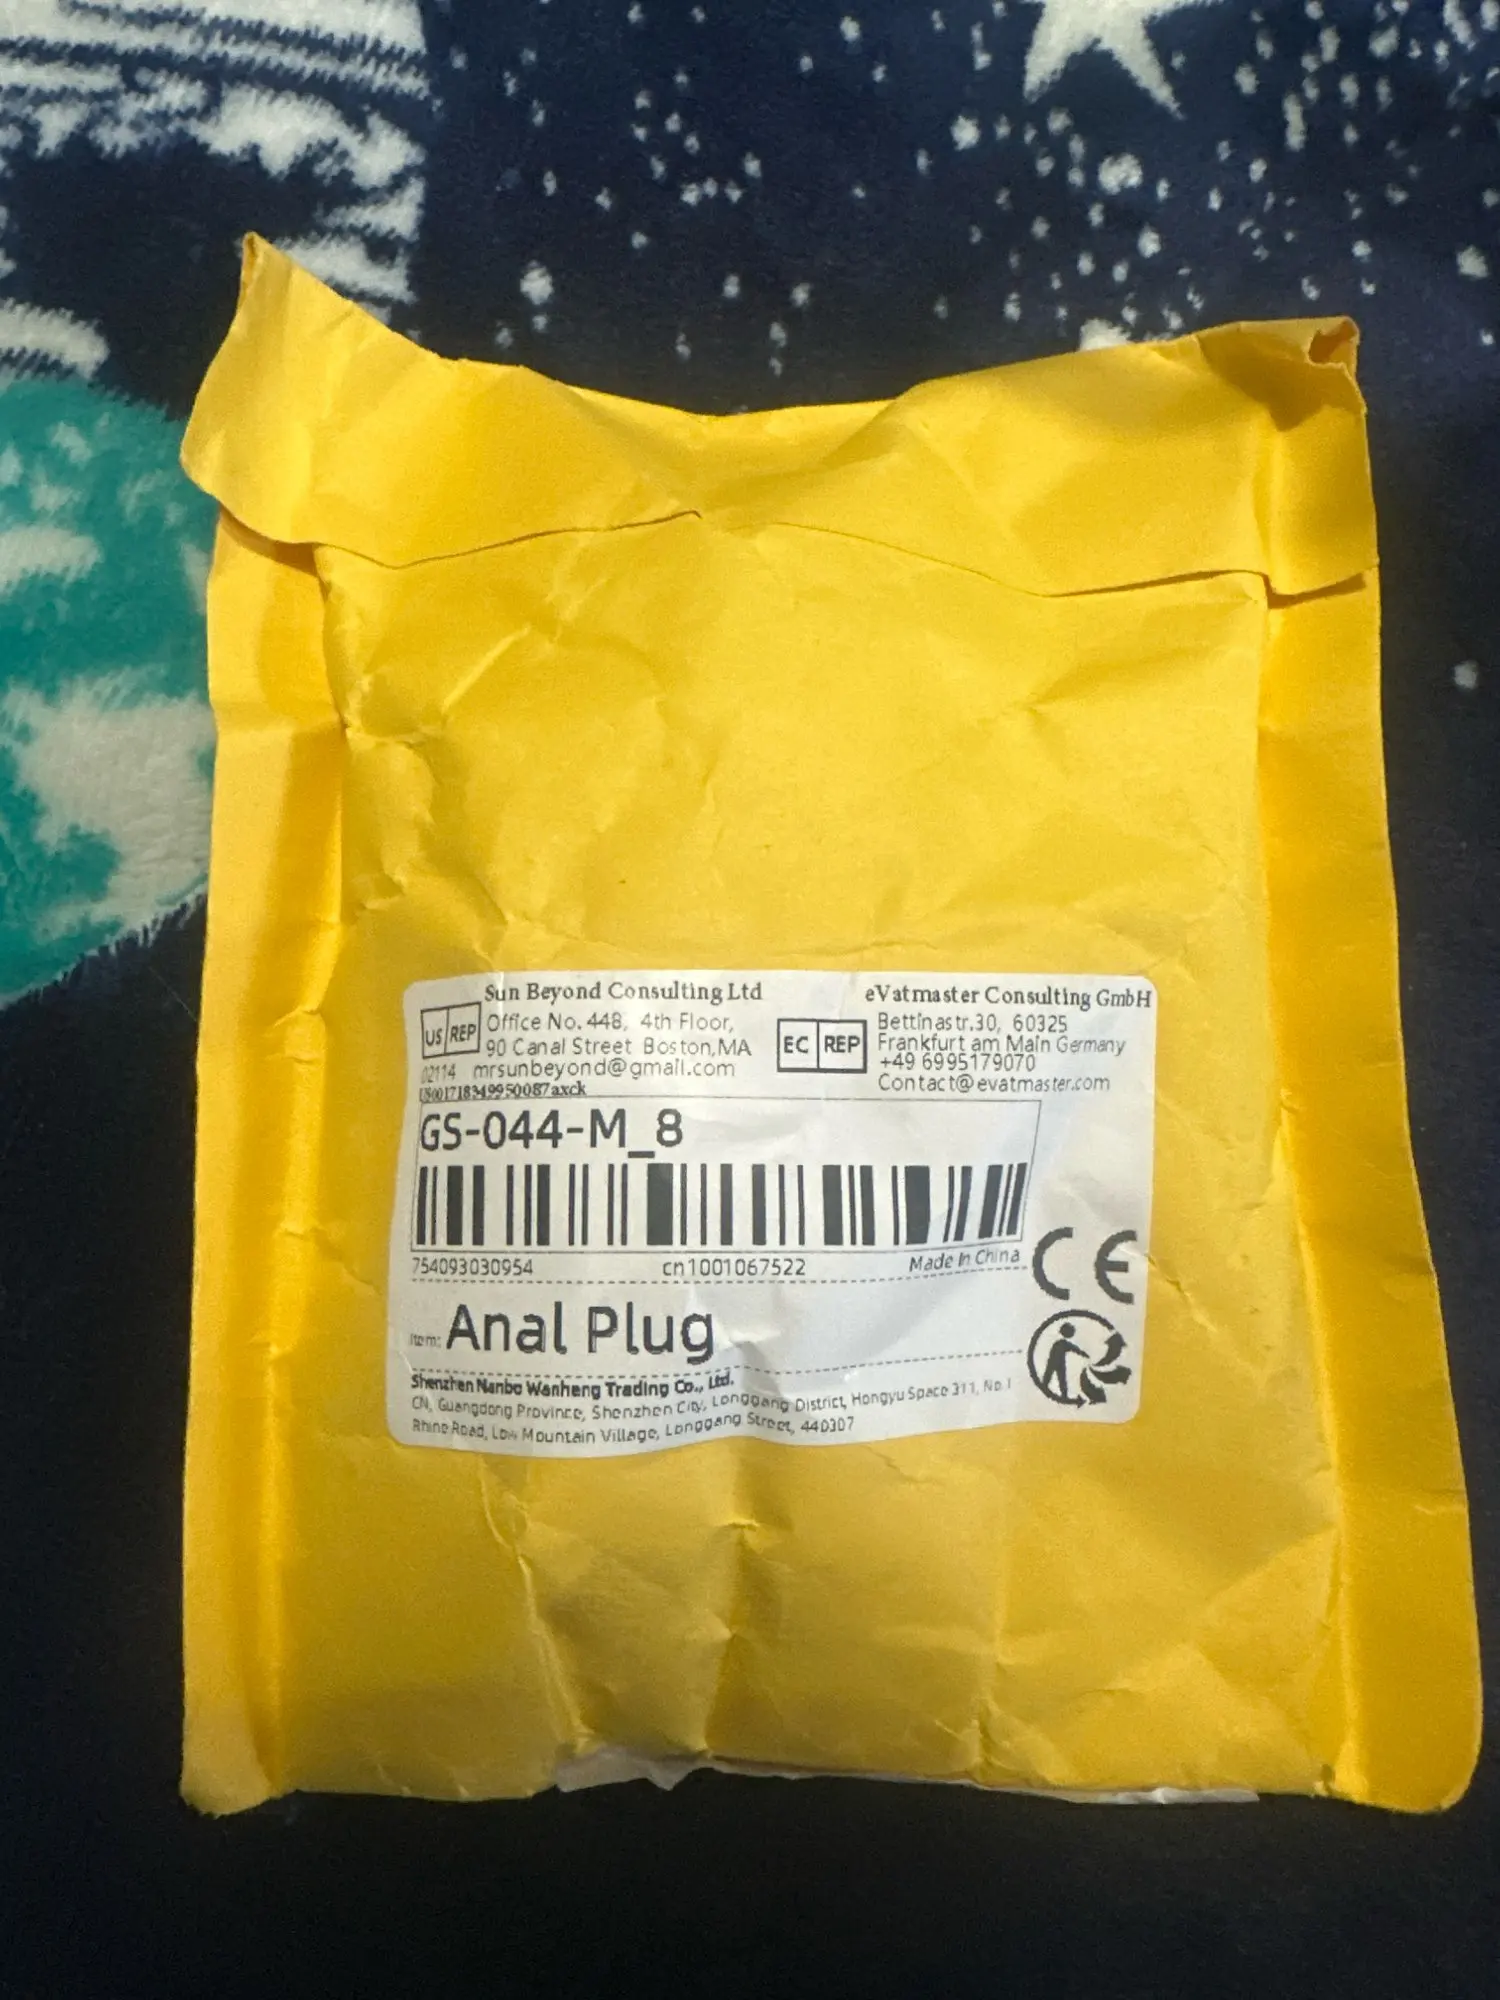 Sun Beyond Consulting Ltd
US REP
Office No. 448, 4th Floor,
90 Canal Street Boston,MA
02114 mrsunbeyond@gmail.com
US001718349950087axck
eVatmaster Consulting GmbH
EC REP
Bettinastr.30, 60325
Frankfurt am Main Germany
+49 6995179070
Contact@evatmaster.com
GS-044-M_8
754093030954 cn1001067522 Made In China
CE
Item: Anal Plug
Shenzhen Nanbo Wanheng Trading Co., Ltd.
CN, Guangdong Province, Shenzhen City, Longgang District, Hongyu Space 311, No.1
Rhine Road, Low Mountain Village, Longgang Street, 440307